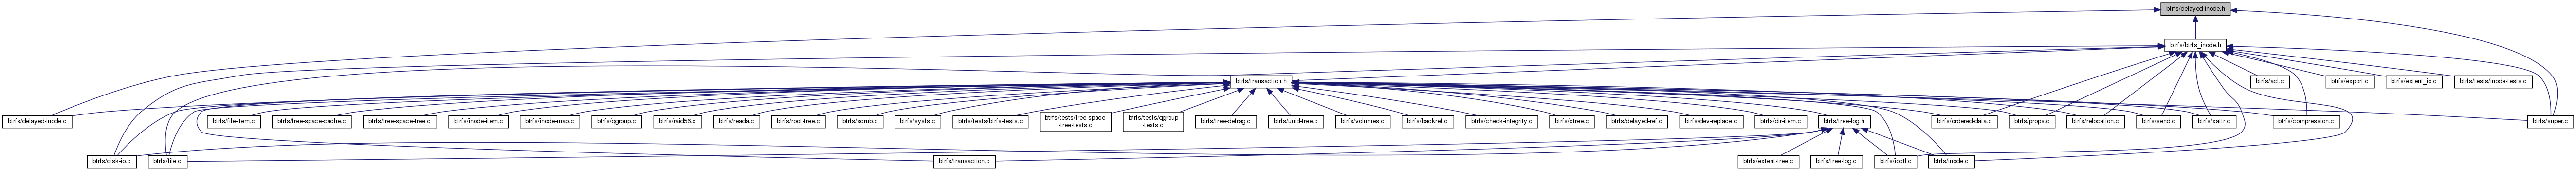 btrfs/delayed-inode.h
btrfs/btrfs_inode.h
btrfs/transaction.h
btrfs/acl.c
btrfs/export.c
btrfs/extent_io.c
btrfs/tests/inode-tests.c
btrfs/delayed-inode.c
btrfs/file-item.c
btrfs/free-space-cache.c
btrfs/free-space-tree.c
btrfs/inode-item.c
btrfs/inode-map.c
btrfs/qgroup.c
btrfs/raid56.c
btrfs/reada.c
btrfs/root-tree.c
btrfs/scrub.c
btrfs/sysfs.c
btrfs/tests/btrfs-tests.c
btrfs/tests/free-space
-tree-tests.c
btrfs/tests/qgroup
-tests.c
btrfs/tree-defrag.c
btrfs/uuid-tree.c
btrfs/volumes.c
btrfs/backref.c
btrfs/check-integrity.c
btrfs/ctree.c
btrfs/delayed-ref.c
btrfs/dev-replace.c
btrfs/dir-item.c
btrfs/tree-log.h
btrfs/ordered-data.c
btrfs/props.c
btrfs/relocation.c
btrfs/send.c
btrfs/xattr.c
btrfs/compression.c
btrfs/super.c
btrfs/disk-io.c
btrfs/file.c
btrfs/transaction.c
btrfs/extent-tree.c
btrfs/tree-log.c
btrfs/ioctl.c
btrfs/inode.c